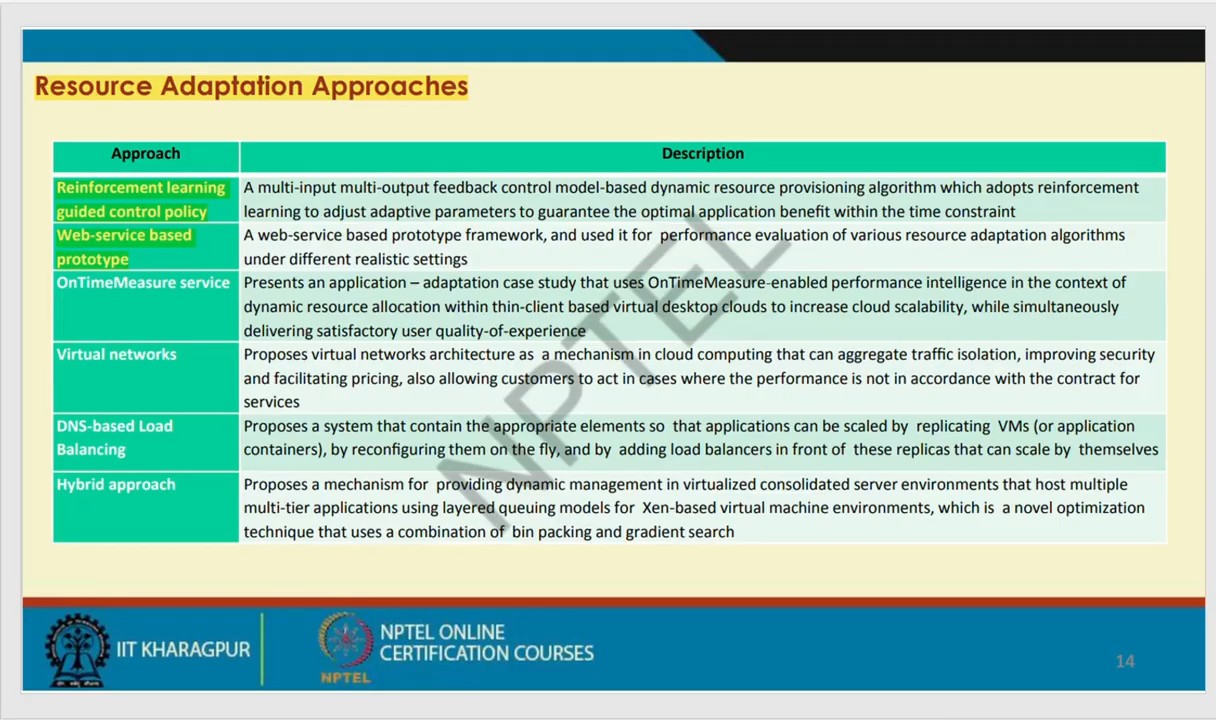 Resource Adaptation Approaches
Approach
Description
Reinforcement learning
guided control policy
A multi-input multi-output feedback control model-based dynamic resource provisioning algorithm which adopts reinforcement
learning to adjust adaptive parameters to guarantee the optimal application benefit within the time constraint
Web-service based
prototype
A web-service based prototype framework, and used it for performance evaluation of various resource adaptation algorithms
under different realistic settings
OnTimeMeasure service
Presents an application – adaptation case study that uses OnTimeMeasure-enabled performance intelligence in the context of
dynamic resource allocation within thin-client based virtual desktop clouds to increase cloud scalability, while simultaneously
delivering satisfactory user quality-of-experience
Virtual networks
Proposes virtual networks architecture as a mechanism in cloud computing that can aggregate traffic isolation, improving security
and facilitating pricing, also allowing customers to act in cases where the performance is not in accordance with the contract for
services
DNS-based Load
Balancing
Proposes a system that contain the appropriate elements so that applications can be scaled by replicating VMs (or application
containers), by reconfiguring them on the fly, and by adding load balancers in front of these replicas that can scale by themselves
Hybrid approach
Proposes a mechanism for providing dynamic management in virtualized consolidated server environments that host multiple
multi-tier applications using layered queuing models for Xen-based virtual machine environments, which is a novel optimization
technique that uses a combination of bin packing and gradient search
NPTEL
IIT KHARAGPUR
NPTEL
NPTEL ONLINE
CERTIFICATION COURSES
14